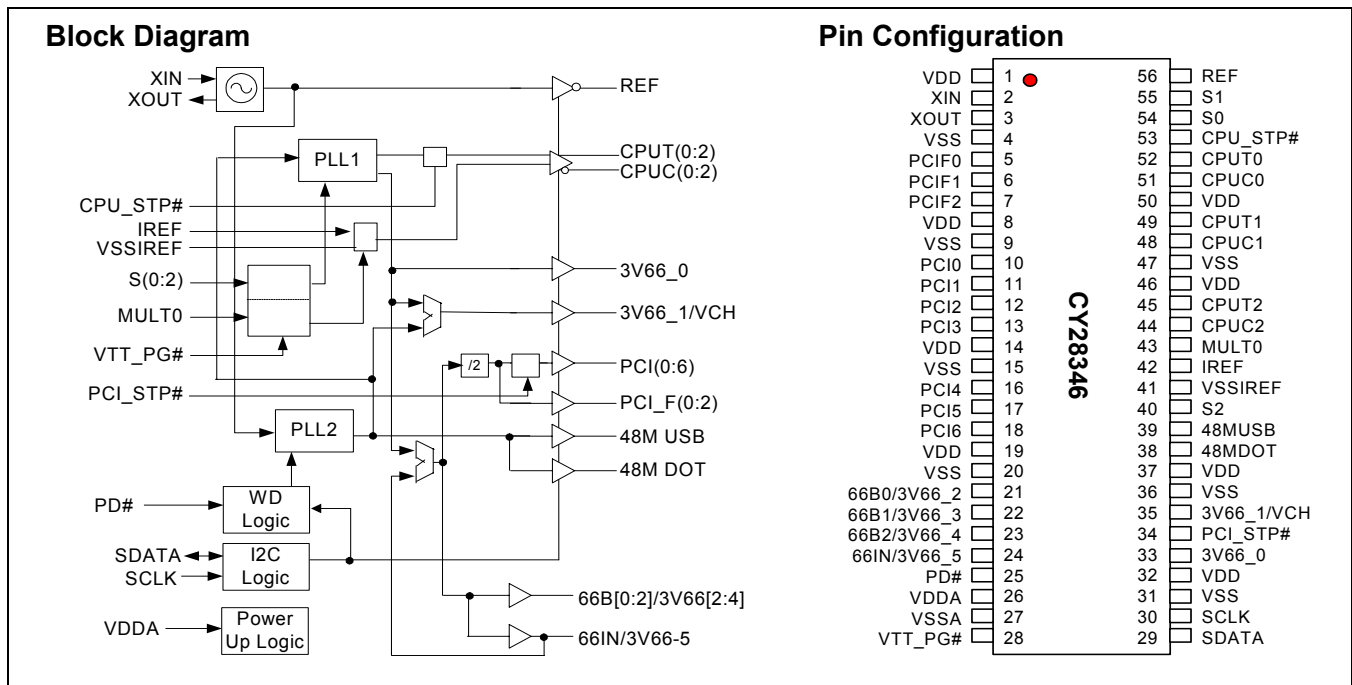 Block Diagram
XIN
XOUT
REF
PLL1
CPUT(0:2)
CPUC(0:2)
CPU_STP#
IREF
VSSIREF
S(0:2)
3V66_0
MULT0
3V66_1/VCH
VTT_PG#
/2
PCI(0:6)
PCI_STP#
PCI_F(0:2)
PLL2
48M USB
48M DOT
PD#
WD
Logic
SDATA
SCLK
I2C
Logic
VDDA
Power
Up Logic
66B[0:2]/3V66[2:4]
66IN/3V66-5
Pin Configuration
VDD 1 56 REF
XIN 2 55 S1
XOUT 3 54 S0
VSS 4 53 CPU_STP#
PCIF0 5 52 CPUT0
PCIF1 6 51 CPUC0
PCIF2 7 50 VDD
VDD 8 49 CPUT1
VSS 9 48 CPUC1
PCI0 10 47 VSS
PCI1 11 46 VDD
PCI2 12 45 CPUT2
PCI3 13 44 CPUC2
VDD 14 43 MULT0
VSS 15 42 IREF
PCI4 16 41 VSSIREF
PCI5 17 40 S2
PCI6 18 39 48MUSB
VDD 19 38 48MDOT
VSS 20 37 VDD
66B0/3V66_2 21 36 VSS
66B1/3V66_3 22 35 3V66_1/VCH
66B2/3V66_4 23 34 PCI_STP#
66IN/3V66_5 24 33 3V66_0
PD# 25 32 VDD
VDDA 26 31 VSS
VSSA 27 30 SCLK
VTT_PG# 28 29 SDATA
CY28346